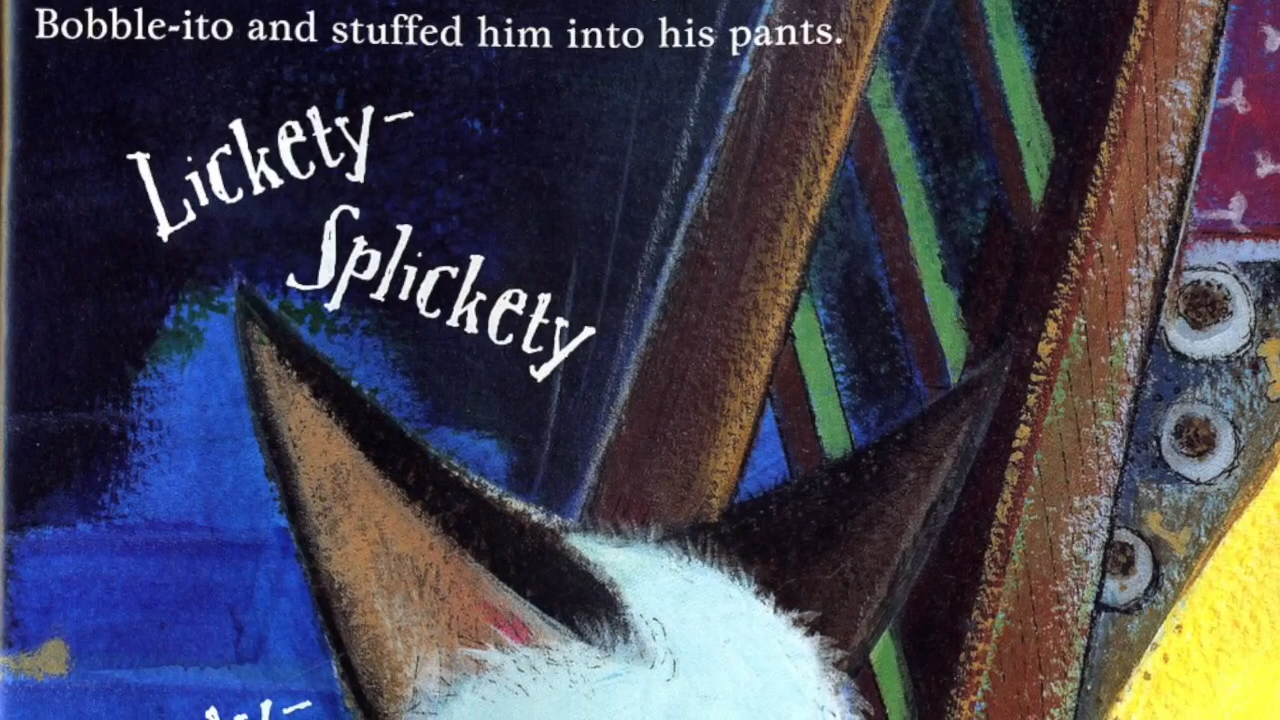 Bobble-ito and stuffed him into his pants.
Lickety-
Splickety